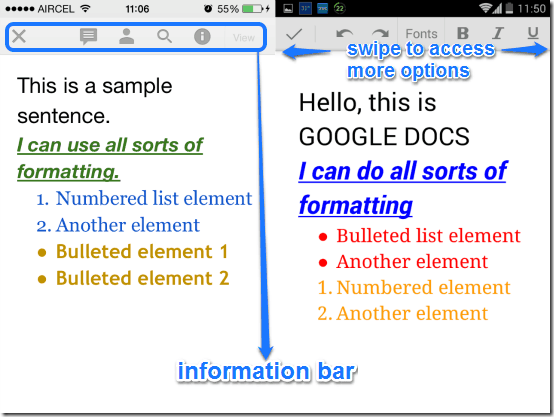 AIRCEL 11:06 55%
View
This is a sample
sentence.
I can use all sorts of
formatting.
1. Numbered list element
2. Another element
● Bulleted element 1
● Bulleted element 2
22 11:50
Fonts B I U
swipe to access
more options
Hello, this is
GOOGLE DOCS
I can do all sorts of
formatting
● Bulleted list element
● Another element
1. Numbered element
2. Another element
information bar